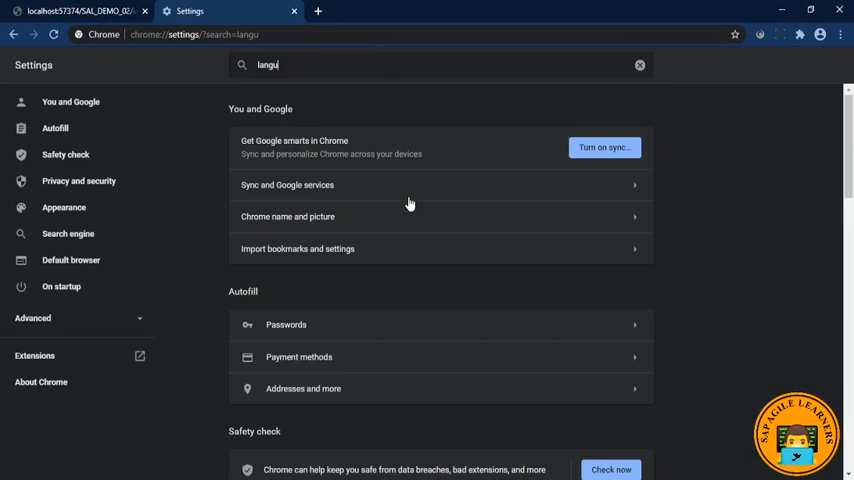 localhost:57374/SAL_DEMO_02/
Settings
Chrome
chrome://settings/?search=langu
Settings
langu
You and Google
Autofill
Safety check
Privacy and security
Appearance
Search engine
Default browser
On startup
Advanced
Extensions
About Chrome
You and Google
Get Google smarts in Chrome
Sync and personalize Chrome across your devices
Turn on sync...
Sync and Google services
Chrome name and picture
Import bookmarks and settings
Autofill
Passwords
Payment methods
Addresses and more
Safety check
Chrome can help keep you safe from data breaches, bad extensions, and more
Check now
SAP AGILE LEARNERS